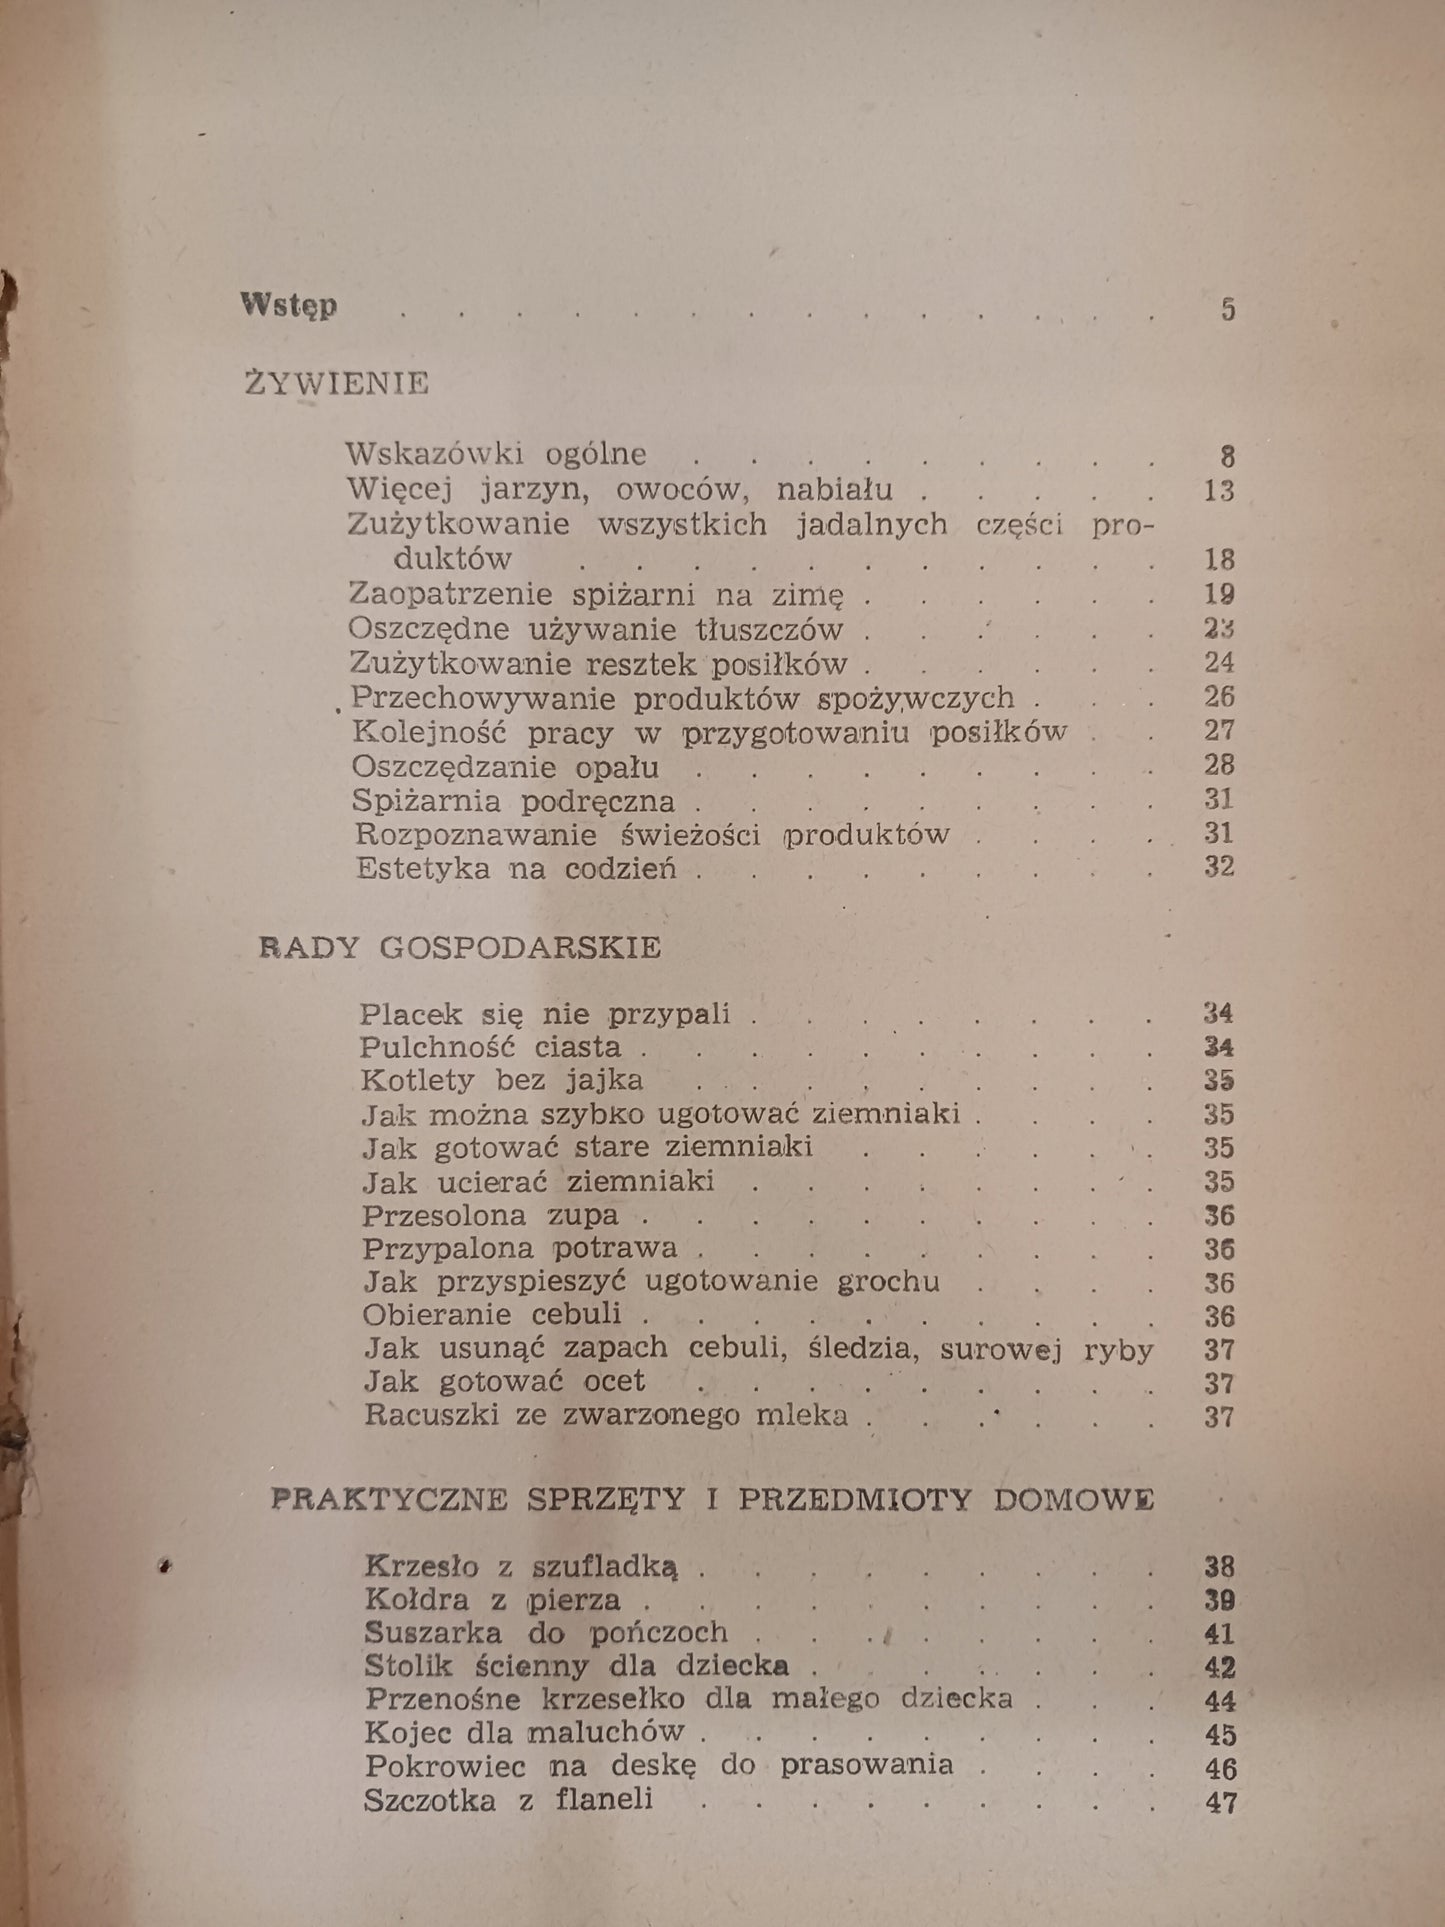 Wstęp . . . . . . . . . . . . . . 5
ŻYWIENIE
Wskazówki ogólne . . . . . . . . . 8
Więcej jarzyn, owoców, nabiału . . . . . 13
Zużytkowanie wszystkich jadalnych części pro-
duktów . . . . . . . . . . . 18
Zaopatrzenie spiżarni na zimę . . . . . . 19
Oszczędne używanie tłuszczów . . . . . . 23
Zużytkowanie resztek posiłków . . . . . . 24
Przechowywanie produktów spożywczych . . . 26
Kolejność pracy w przygotowaniu posiłków . . 27
Oszczędzanie opału . . . . . . . . . 28
Spiżarnia podręczna . . . . . . . . . 31
Rozpoznawanie świeżości produktów . . . . 31
Estetyka na codzień . . . . . . . . . 32
RADY GOSPODARSKIE
Placek się nie przypali . . . . . . . . 34
Pulchność ciasta . . . . . . . . . . 34
Kotlety bez jajka . . . . . . . . . 35
Jak można szybko ugotować ziemniaki . . . . 35
Jak gotować stare ziemniaki . . . . . . 35
Jak ucierać ziemniaki . . . . . . . . 35
Przesolona zupa . . . . . . . . . . 36
Przypalona potrawa . . . . . . . . . 36
Jak przyspieszyć ugotowanie grochu . . . . 36
Obieranie cebuli . . . . . . . . . . 36
Jak usunąć zapach cebuli, śledzia, surowej ryby 37
Jak gotować ocet . . . . . . . . . 37
Racuszki ze zwarzonego mleka . . . . . . 37
PRAKTYCZNE SPRZĘTY I PRZEDMIOTY DOMOWE
Krzesło z szufladką . . . . . . . . . 38
Kołdra z pierza . . . . . . . . . . 39
Suszarka do pończoch . . . . . . . . 41
Stolik ścienny dla dziecka . . . . . . . 42
Przenośne krzesełko dla małego dziecka . . . 44
Kojec dla maluchów . . . . . . . . . 45
Pokrowiec na deskę do prasowania . . . . 46
Szczotka z flaneli . . . . . . . . . 47